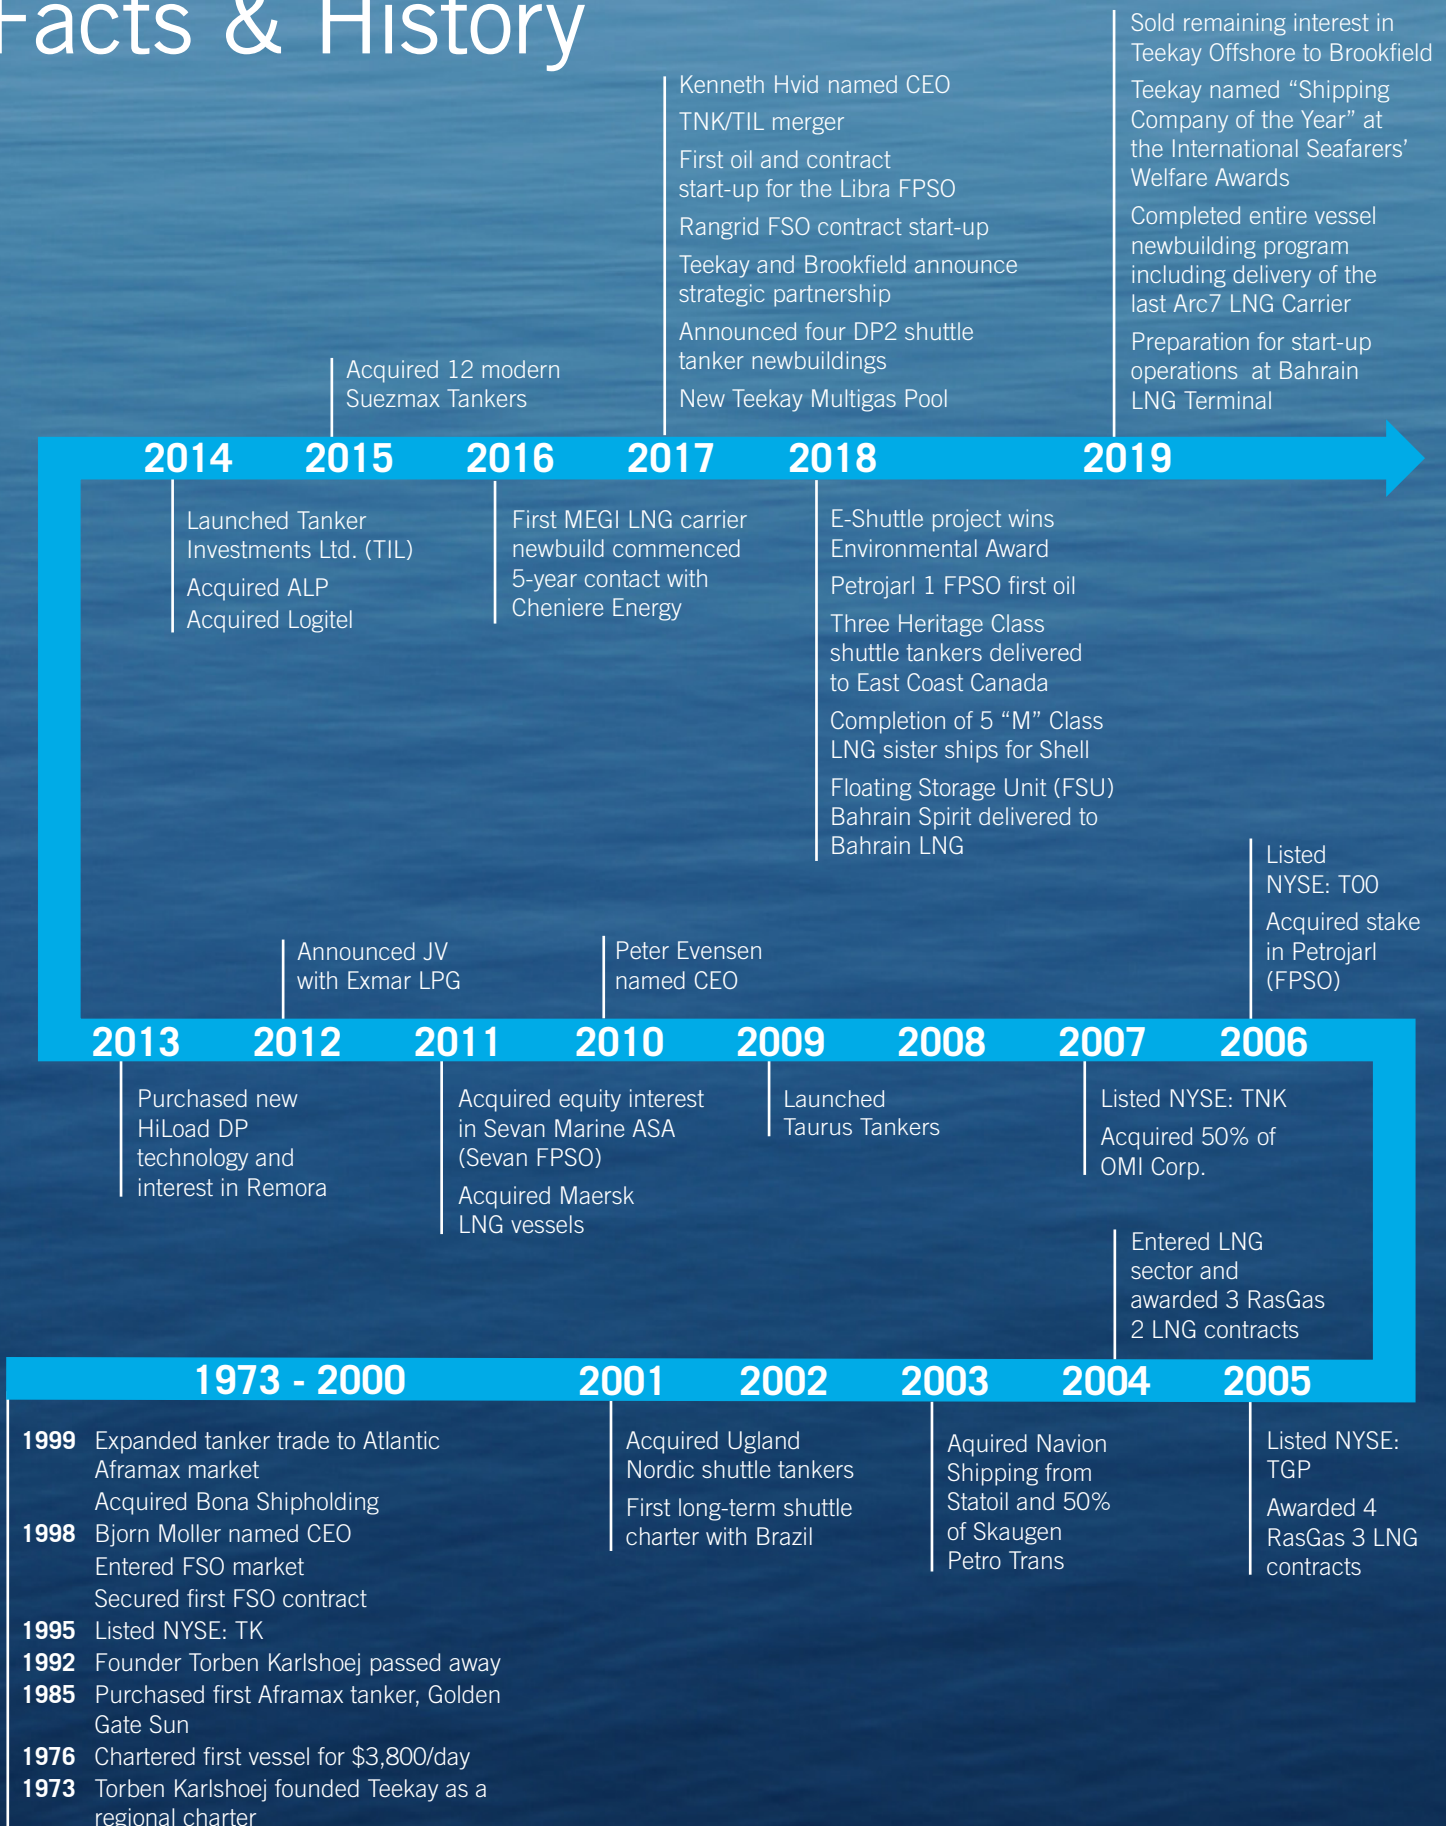 Facts & History
Sold remaining interest in
Teekay Offshore to Brookfield
Teekay named “Shipping
Company of the Year” at
the International Seafarers’
Welfare Awards
Completed entire vessel
newbuilding program
including delivery of the
last Arc7 LNG Carrier
Preparation for start-up
operations at Bahrain
LNG Terminal
Kenneth Hvid named CEO
TNK/TIL merger
First oil and contract
start-up for the Libra FPSO
Rangrid FSO contract start-up
Teekay and Brookfield announce
strategic partnership
Announced four DP2 shuttle
tanker newbuildings
New Teekay Multigas Pool
Acquired 12 modern
Suezmax Tankers
2014 2015 2016 2017 2018 2019
Launched Tanker
Investments Ltd. (TIL)
Acquired ALP
Acquired Logitel
First MEGI LNG carrier
newbuild commenced
5-year contact with
Cheniere Energy
E-Shuttle project wins
Environmental Award
Petrojarl 1 FPSO first oil
Three Heritage Class
shuttle tankers delivered
to East Coast Canada
Completion of 5 “M” Class
LNG sister ships for Shell
Floating Storage Unit (FSU)
Bahrain Spirit delivered to
Bahrain LNG
Announced JV
with Exmar LPG
Peter Evensen
named CEO
Listed
NYSE: TOO
Acquired stake
in Petrojarl
(FPSO)
2013 2012 2011 2010 2009 2008 2007 2006
Purchased new
HiLoad DP
technology and
interest in Remora
Acquired equity interest
in Sevan Marine ASA
(Sevan FPSO)
Acquired Maersk
LNG vessels
Launched
Taurus Tankers
Listed NYSE: TNK
Acquired 50% of
OMI Corp.
Entered LNG
sector and
awarded 3 RasGas
2 LNG contracts
1973 - 2000 2001 2002 2003 2004 2005
1999 Expanded tanker trade to Atlantic
Aframax market
Acquired Bona Shipholding
1998 Bjorn Moller named CEO
Entered FSO market
Secured first FSO contract
1995 Listed NYSE: TK
1992 Founder Torben Karlshoej passed away
1985 Purchased first Aframax tanker, Golden
Gate Sun
1976 Chartered first vessel for $3,800/day
1973 Torben Karlshoej founded Teekay as a
regional charter
Acquired Ugland
Nordic shuttle tankers
First long-term shuttle
charter with Brazil
Aquired Navion
Shipping from
Statoil and 50%
of Skaugen
Petro Trans
Listed NYSE:
TGP
Awarded 4
RasGas 3 LNG
contracts